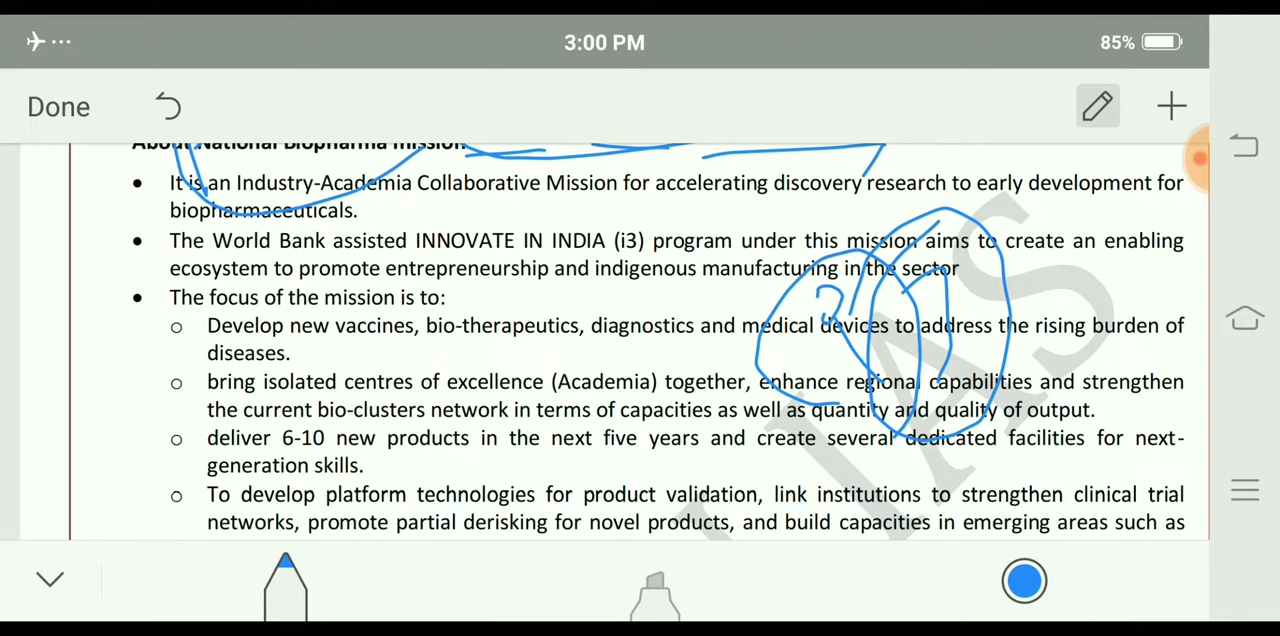 3:00 PM
85%
Done
About National Biopharma mission
• It is an Industry-Academia Collaborative Mission for accelerating discovery research to early development for
biopharmaceuticals.
• The World Bank assisted INNOVATE IN INDIA (i3) program under this mission aims to create an enabling
ecosystem to promote entrepreneurship and indigenous manufacturing in the sector
• The focus of the mission is to:
o Develop new vaccines, bio-therapeutics, diagnostics and medical devices to address the rising burden of
diseases.
o bring isolated centres of excellence (Academia) together, enhance regional capabilities and strengthen
the current bio-clusters network in terms of capacities as well as quantity and quality of output.
o deliver 6-10 new products in the next five years and create several dedicated facilities for next-
generation skills.
o To develop platform technologies for product validation, link institutions to strengthen clinical trial
networks, promote partial derisking for novel products, and build capacities in emerging areas such as
IAS